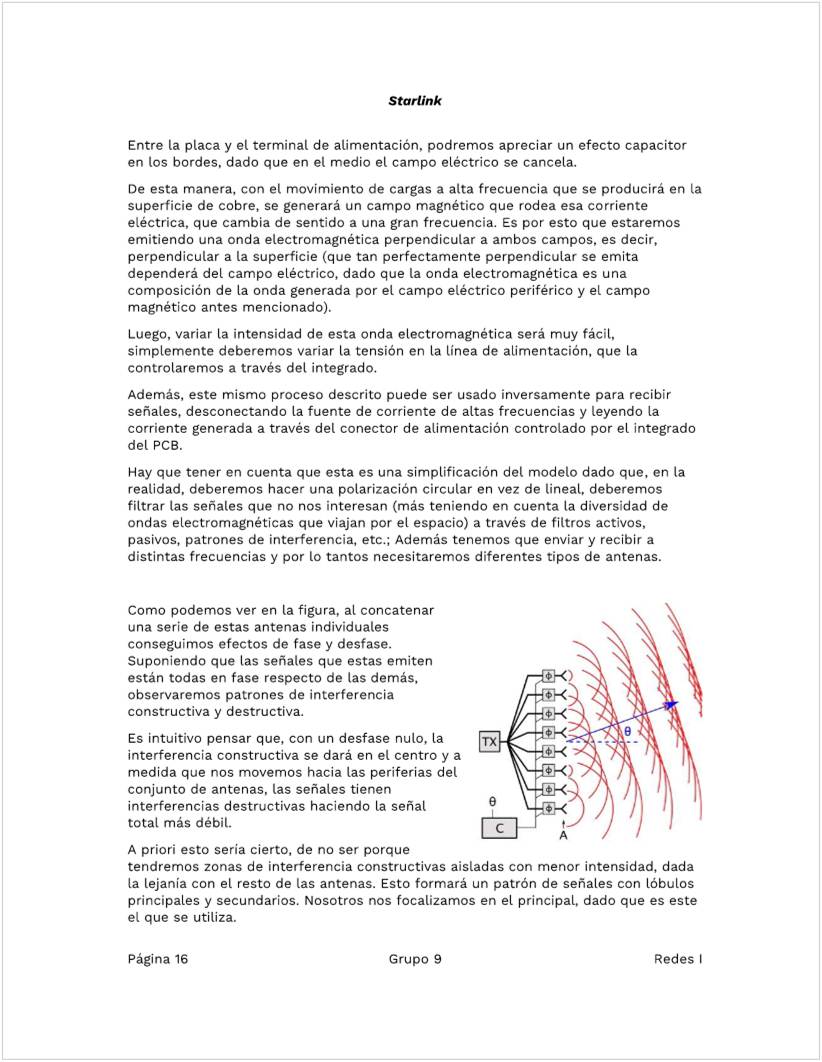 Starlink
Entre la placa y el terminal de alimentación, podremos apreciar un efecto capacitor
en los bordes, dado que en el medio el campo eléctrico se cancela.
De esta manera, con el movimiento de cargas a alta frecuencia que se producirá en la
superficie de cobre, se generará un campo magnético que rodea esa corriente
eléctrica, que cambia de sentido a una gran frecuencia. Es por esto que estaremos
emitiendo una onda electromagnética perpendicular a ambos campos, es decir,
perpendicular a la superficie (que tan perfectamente perpendicular se emita
dependerá del campo eléctrico, dado que la onda electromagnética es una
composición de la onda generada por el campo eléctrico periférico y el campo
magnético antes mencionado).
Luego, variar la intensidad de esta onda electromagnética será muy fácil,
simplemente deberemos variar la tensión en la línea de alimentación, que la
controlaremos a través del integrado.
Además, este mismo proceso descrito puede ser usado inversamente para recibir
señales, desconectando la fuente de corriente de altas frecuencias y leyendo la
corriente generada a través del conector de alimentación controlado por el integrado
del PCB.
Hay que tener en cuenta que esta es una simplificación del modelo dado que, en la
realidad, deberemos hacer una polarización circular en vez de lineal, deberemos
filtrar las señales que no nos interesan (más teniendo en cuenta la diversidad de
ondas electromagnéticas que viajan por el espacio) a través de filtros activos,
pasivos, patrones de interferencia, etc.; Además tenemos que enviar y recibir a
distintas frecuencias y por lo tantos necesitaremos diferentes tipos de antenas.
Como podemos ver en la figura, al concatenar
una serie de estas antenas individuales
conseguimos efectos de fase y desfase.
Suponiendo que las señales que estas emiten
están todas en fase respecto de las demás,
observaremos patrones de interferencia
constructiva y destructiva.
Es intuitivo pensar que, con un desfase nulo, la
interferencia constructiva se dará en el centro y a
medida que nos movemos hacia las periferias del
conjunto de antenas, las señales tienen
interferencias destructivas haciendo la señal
total más débil.
A priori esto sería cierto, de no ser porque
tendremos zonas de interferencia constructivas aisladas con menor intensidad, dada
la lejanía con el resto de las antenas. Esto formará un patrón de señales con lóbulos
principales y secundarios. Nosotros nos focalizamos en el principal, dado que es este
el que se utiliza.
TX
ϕ
ϕ
ϕ
ϕ
ϕ
ϕ
ϕ
ϕ
θ
θ
C
A
Página 16
Grupo 9
Redes I